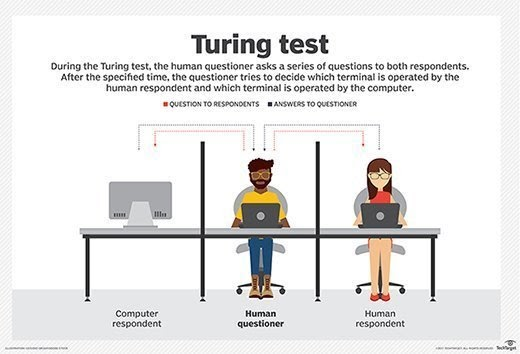 Turing test
During the Turing test, the human questioner asks a series of questions to both respondents.
After the specified time, the questioner tries to decide which terminal is operated by the
human respondent and which terminal is operated by the computer.
QUESTION TO RESPONDENTS ANSWERS TO QUESTIONER
Computer
respondent
Human
questioner
Human
respondent
TechTarget